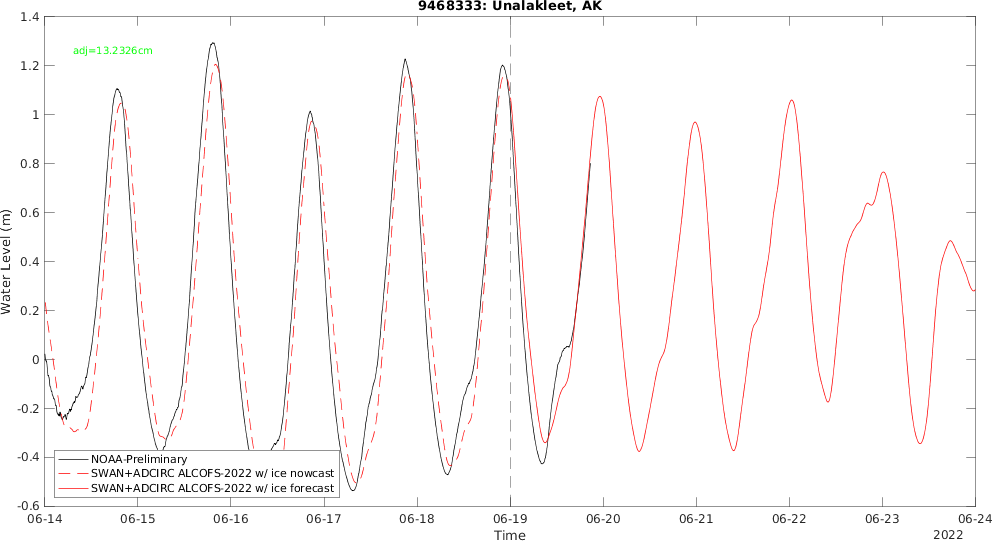 9468333: Unalakleet, AK
1.4
adj=13.2326cm
1.2
1
0.8
0.6
0.4
0.2
0
-0.2
-0.4
-0.6
Water Level (m)
NOAA-Preliminary
SWAN+ADCIRC ALCOFS-2022 w/ ice nowcast
SWAN+ADCIRC ALCOFS-2022 w/ ice forecast
06-14 06-15 06-16 06-17 06-18 06-19 06-20 06-21 06-22 06-23 06-24
Time
2022